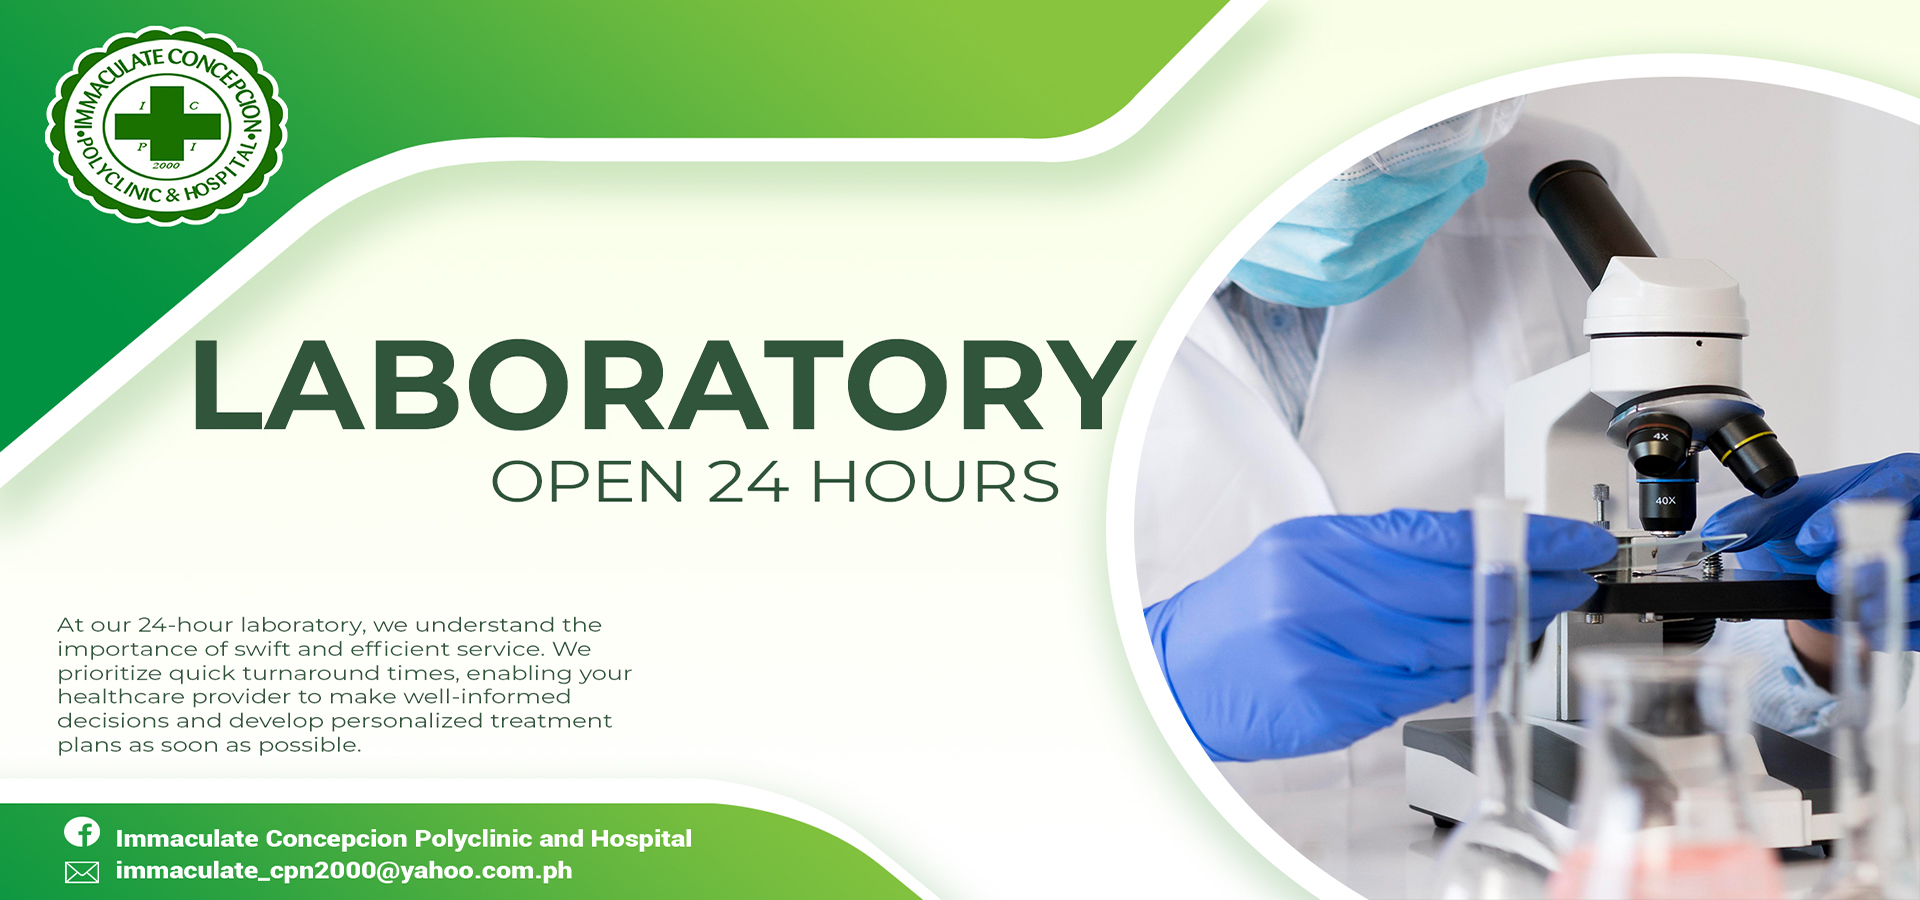 IMMACULATE CONCEPCION
I C
P I
2000
•POLYCLINIC & HOSPITAL•
LABORATORY
OPEN 24 HOURS
4X
40X
At our 24-hour laboratory, we understand the
importance of swift and efficient service. We
prioritize quick turnaround times, enabling your
healthcare provider to make well-informed
decisions and develop personalized treatment
plans as soon as possible.
Immaculate Concepcion Polyclinic and Hospital
immaculate_cpn2000@yahoo.com.ph